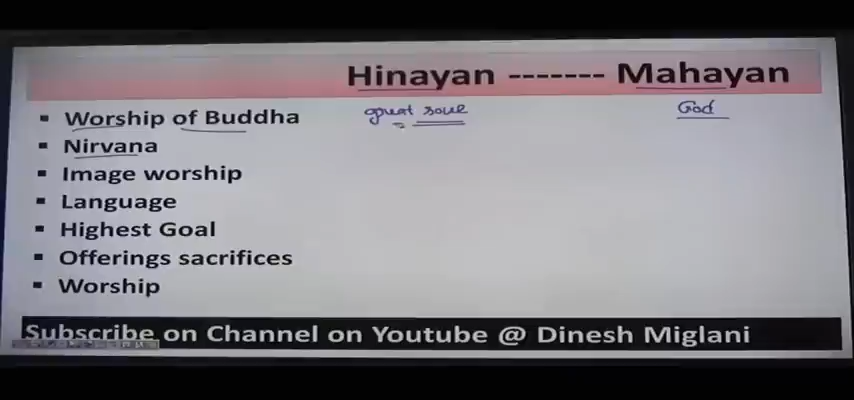 Hinayan ------- Mahayan
▪ Worship of Buddha great soul God
▪ Nirvana
▪ Image worship
▪ Language
▪ Highest Goal
▪ Offerings sacrifices
▪ Worship
Subscribe on Channel on Youtube @ Dinesh Miglani